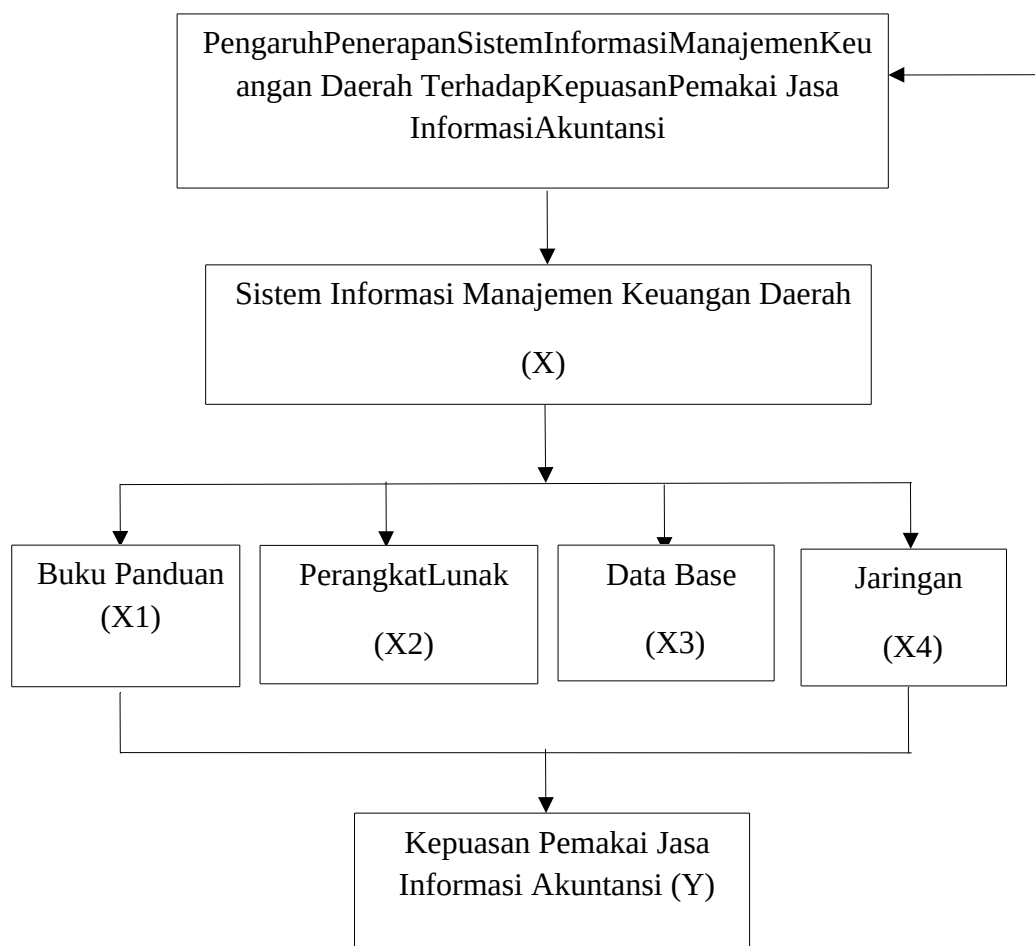 PengaruhPenerapanSistemInformasiManajemenKeu
angan Daerah TerhadapKepuasanPemakai Jasa
InformasiAkuntansi
Sistem Informasi Manajemen Keuangan Daerah
(X)
Buku Panduan
(X1)
PerangkatLunak
(X2)
Data Base
(X3)
Jaringan
(X4)
Kepuasan Pemakai Jasa
Informasi Akuntansi (Y)